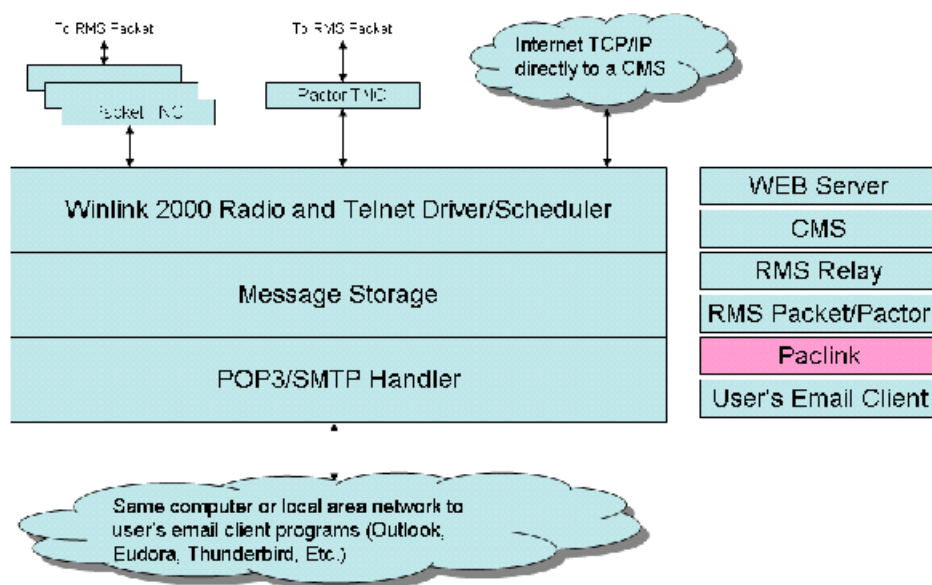 To RMS Packet
To RMS Packet
Internet TCP/IP
directly to a CMS
Packet TNC
Pactor TNC
Winlink 2000 Radio and Telnet Driver/Scheduler
Message Storage
POP3/SMTP Handler
WEB Server
CMS
RMS Relay
RMS Packet/Pactor
Paclink
User's Email Client
Same computer or local area network to
user's email client programs (Outlook,
Eudora, Thunderbird, Etc.)